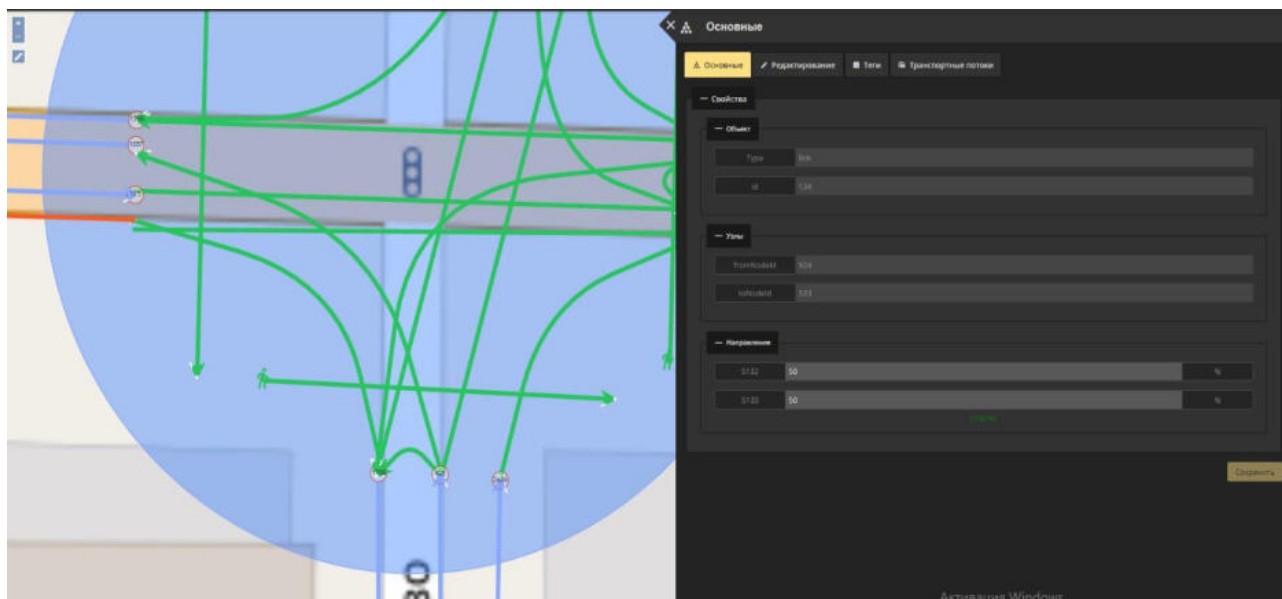 Основные
Основные
Редактирование
Теги
Транспортные потоки
— Свойства
— Объект
Type link
id
— Узлы
fromNodeId
toNodeId
— Направление
50 %
50 %
Сохранить
Активация Windows